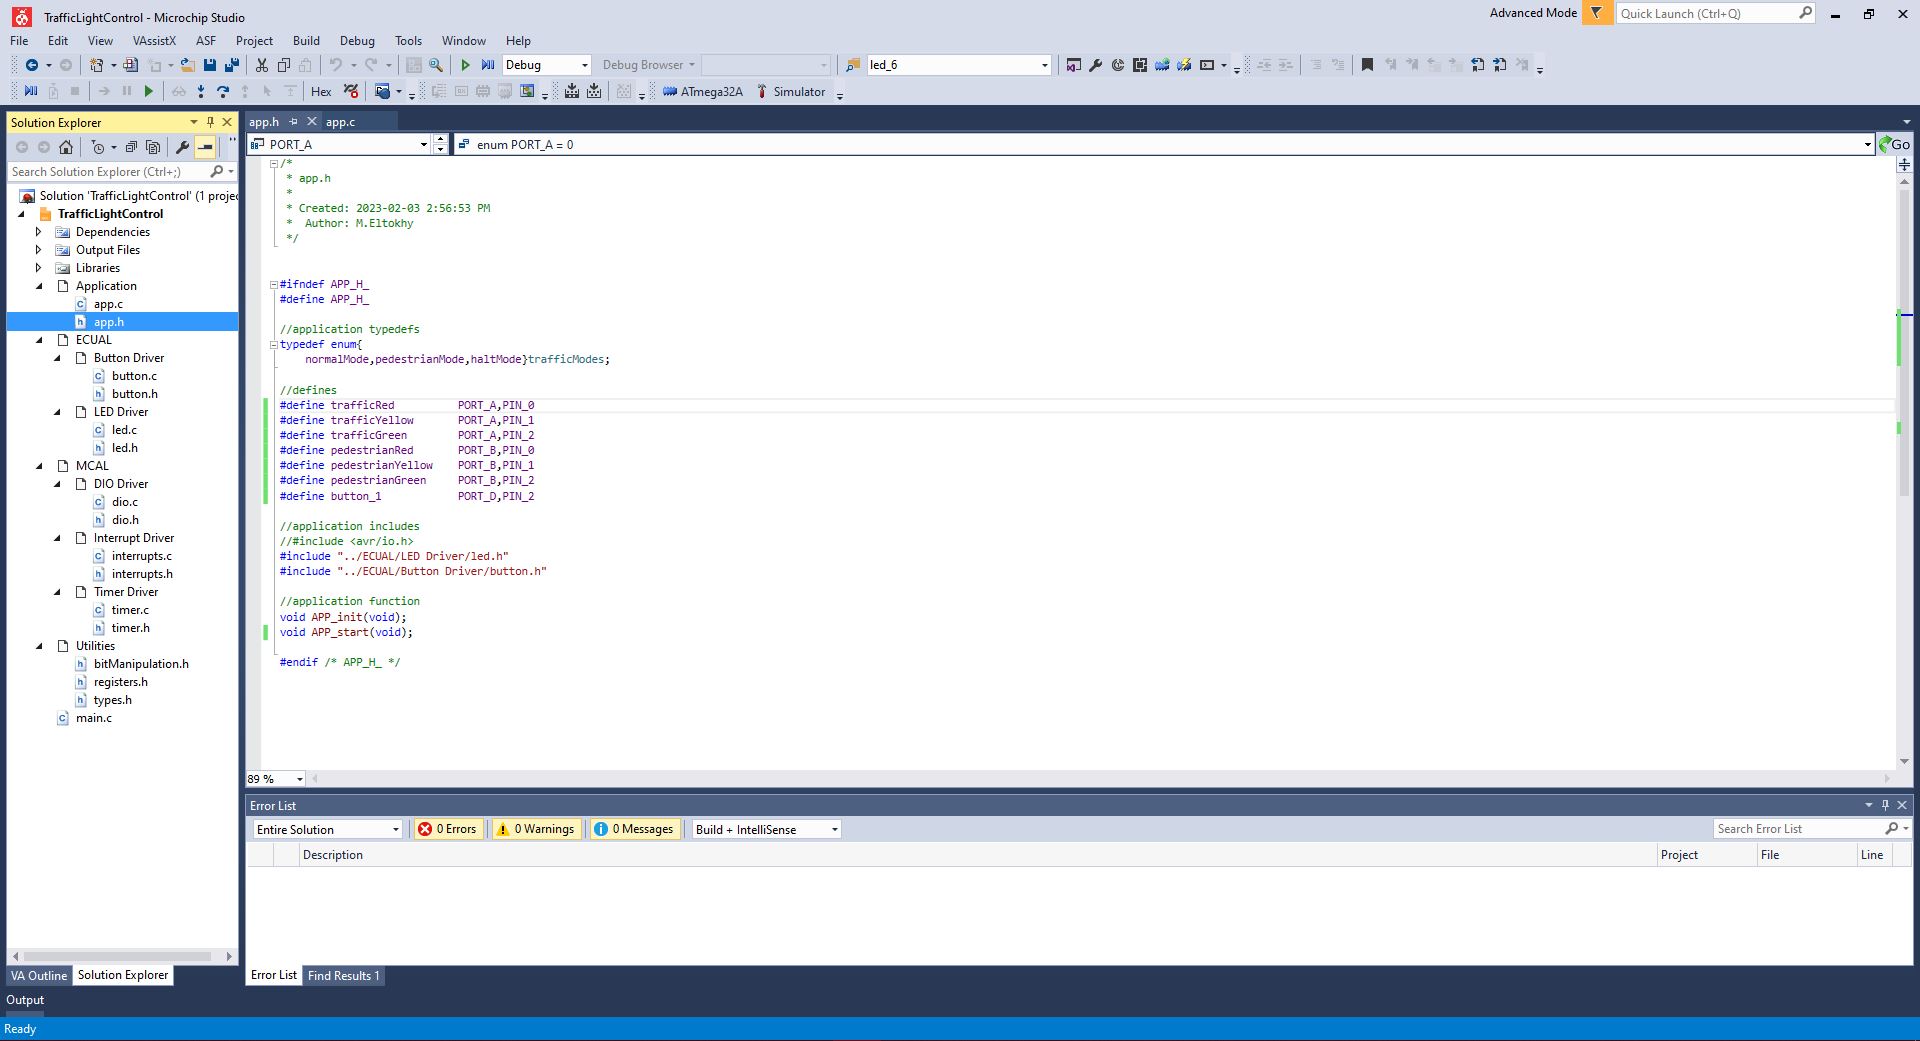 TrafficLightControl - Microchip Studio
Advanced Mode
Quick Launch (Ctrl+Q)
File Edit View VAssistX ASF Project Build Debug Tools Window Help
Debug
Debug Browser
led_6
Hex
ATmega32A
Simulator
Solution Explorer
Search Solution Explorer (Ctrl+;)
Solution 'TrafficLightControl' (1 projec
TrafficLightControl
Dependencies
Output Files
Libraries
Application
app.c
app.h
ECUAL
Button Driver
button.c
button.h
LED Driver
led.c
led.h
MCAL
DIO Driver
dio.c
dio.h
Interrupt Driver
interrupts.c
interrupts.h
Timer Driver
timer.c
timer.h
Utilities
bitManipulation.h
registers.h
types.h
main.c
VA Outline
Solution Explorer
app.h
app.c
PORT_A
enum PORT_A = 0
Go
/*
* app.h
*
* Created: 2023-02-03 2:56:53 PM
*  Author: M.Eltokhy
*/
#ifndef APP_H_
#define APP_H_
//application typedefs
typedef enum{
normalMode,pedestrianMode,haltMode}trafficModes;
//defines
#define trafficRed PORT_A,PIN_0
#define trafficYellow PORT_A,PIN_1
#define trafficGreen PORT_A,PIN_2
#define pedestrianRed PORT_B,PIN_0
#define pedestrianYellow PORT_B,PIN_1
#define pedestrianGreen PORT_B,PIN_2
#define button_1 PORT_D,PIN_2
//application includes
//#include <avr/io.h>
#include "../ECUAL/LED Driver/led.h"
#include "../ECUAL/Button Driver/button.h"
//application function
void APP_init(void);
void APP_start(void);
#endif /* APP_H_ */
89 %
Error List
Entire Solution
0 Errors
0 Warnings
0 Messages
Build + IntelliSense
Search Error List
Description
Project
File
Line
Error List
Find Results 1
Output
Ready